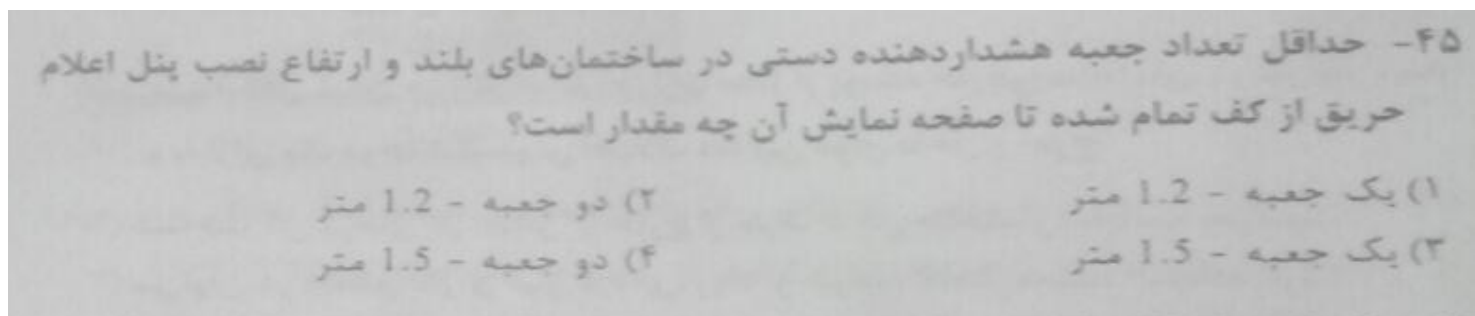 ۴۵- حداقل تعداد جعبه هشداردهنده دستی در ساختمان‌های بلند و ارتفاع نصب پنل اعلام
حریق از کف تمام شده تا صفحه نمایش آن چه مقدار است؟
۱) یک جعبه - 1.2 متر ۲) دو جعبه - 1.2 متر
۳) یک جعبه - 1.5 متر ۴) دو جعبه - 1.5 متر